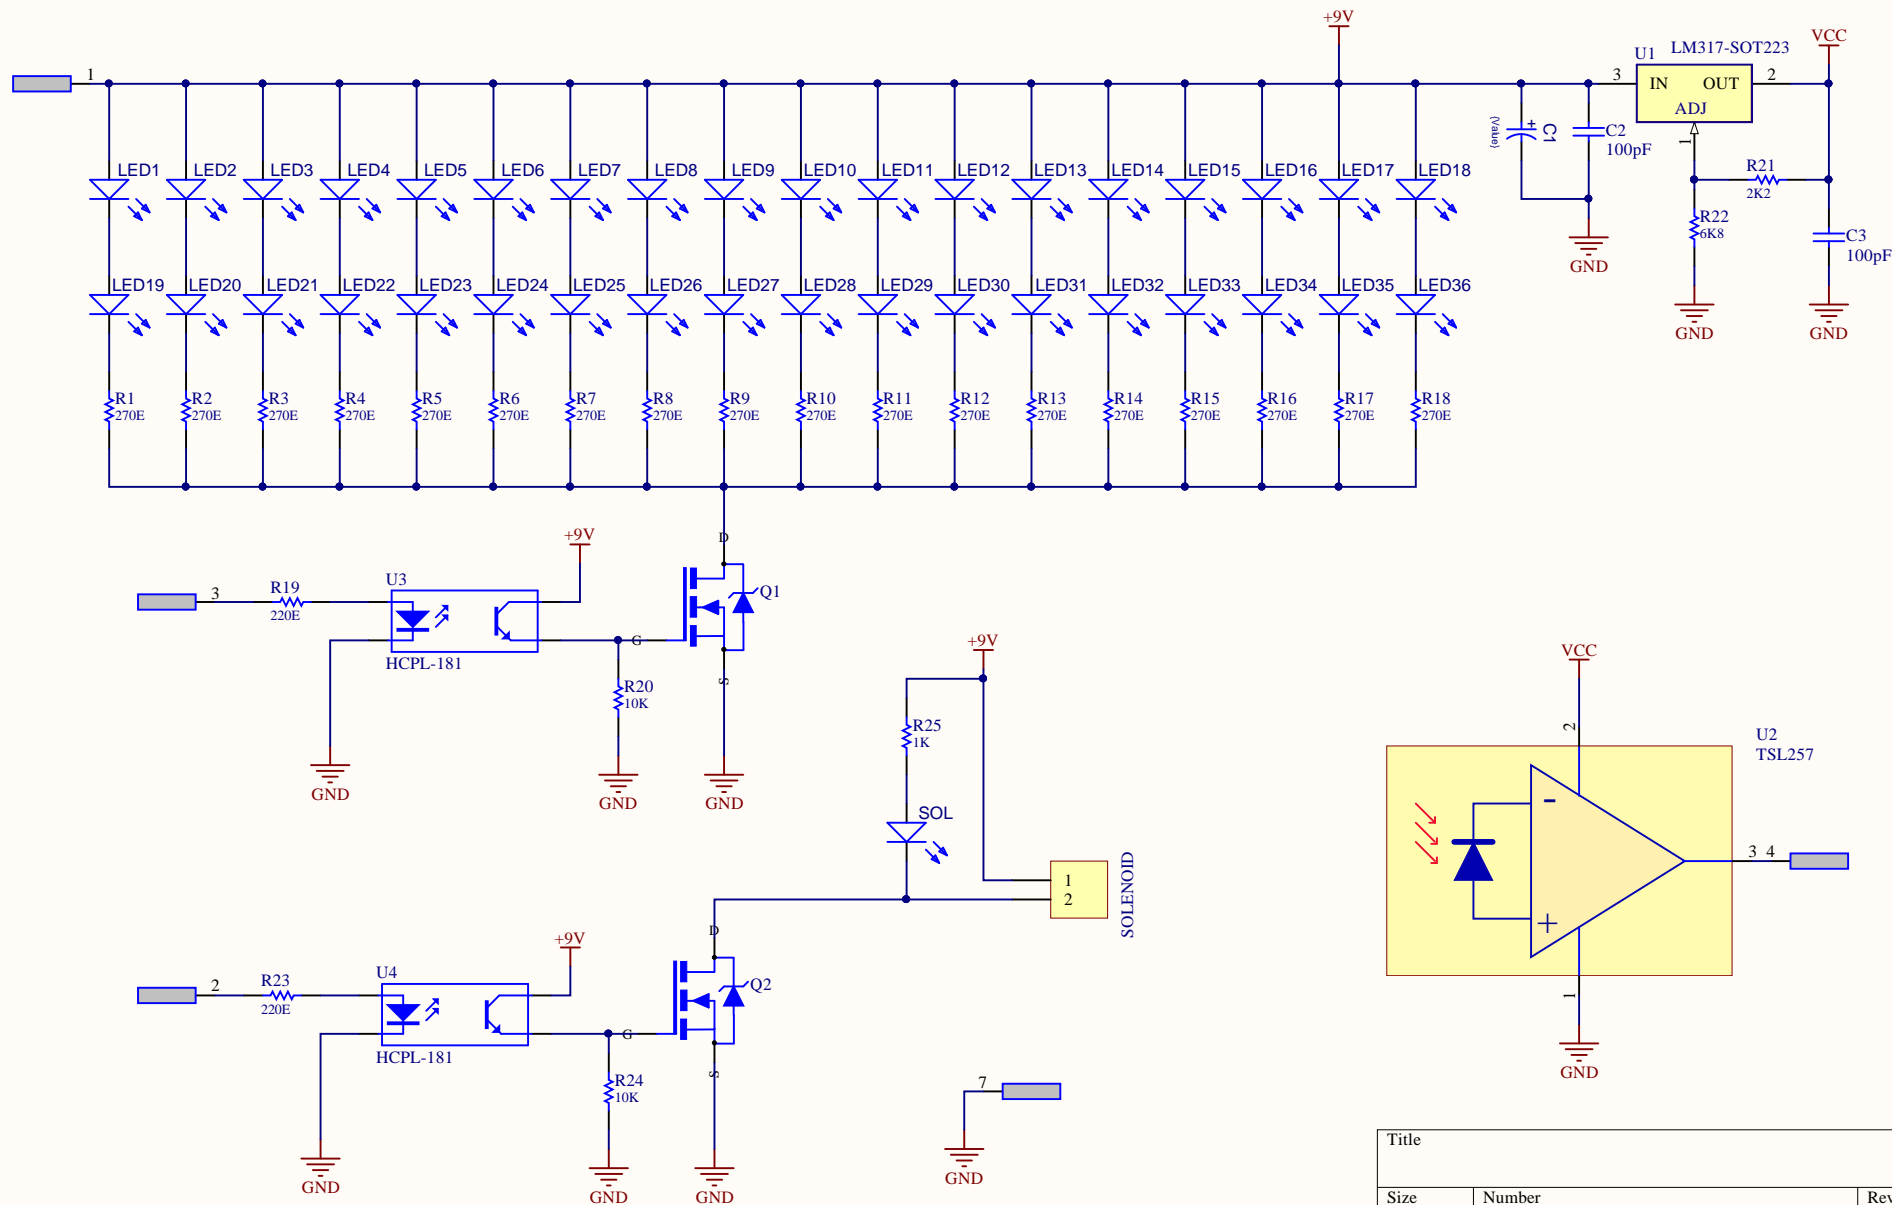 +9V
1
U1 LM317-SOT223
VCC
3 IN OUT 2
ADJ
1
{Value} + C1
C2
100pF
R21
2K2
R22
6K8
C3
100pF
GND
GND
GND
LED1 LED2 LED3 LED4 LED5 LED6 LED7 LED8 LED9 LED10 LED11 LED12 LED13 LED14 LED15 LED16 LED17 LED18
LED19 LED20 LED21 LED22 LED23 LED24 LED25 LED26 LED27 LED28 LED29 LED30 LED31 LED32 LED33 LED34 LED35 LED36
R1 R2 R3 R4 R5 R6 R7 R8 R9 R10 R11 R12 R13 R14 R15 R16 R17 R18
270E 270E 270E 270E 270E 270E 270E 270E 270E 270E 270E 270E 270E 270E 270E 270E 270E 270E
+9V
D
3
R19
220E
U3
HCPL-181
G
Q1
S
R20
10K
GND
GND
GND
+9V
R25
1K
SOL
1
2
SOLENOID
VCC
2
U2
TSL257
-
+
3 4
1
GND
+9V
D
2
R23
220E
U4
HCPL-181
G
Q2
S
R24
10K
GND
GND
GND
7
GND
Title
Size Number Rev